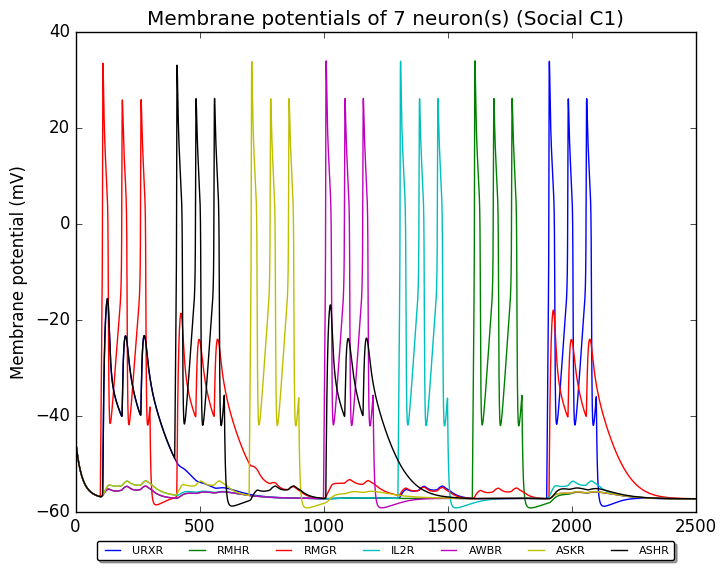 Membrane potentials of 7 neuron(s) (Social C1)
Membrane potential (mV)
40
20
0
−20
−40
−60
0 500 1000 1500 2000 2500
URXR RMHR RMGR IL2R AWBR ASKR ASHR